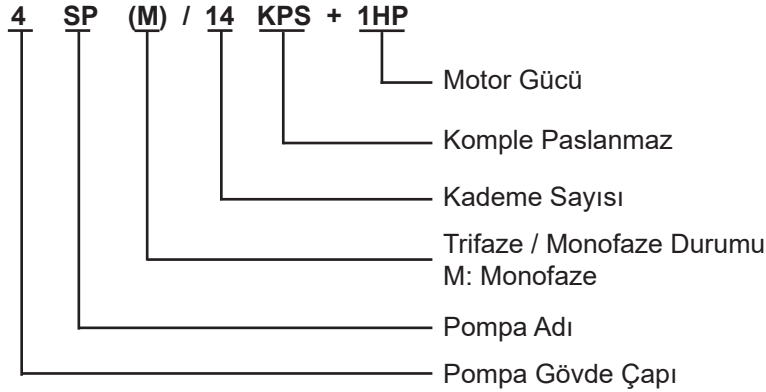 4 SP (M) / 14 KPS + 1HP
Motor Gücü
Komple Paslanmaz
Kademe Sayısı
Trifaze / Monofaze Durumu
M: Monofaze
Pompa Adı
Pompa Gövde Çapı